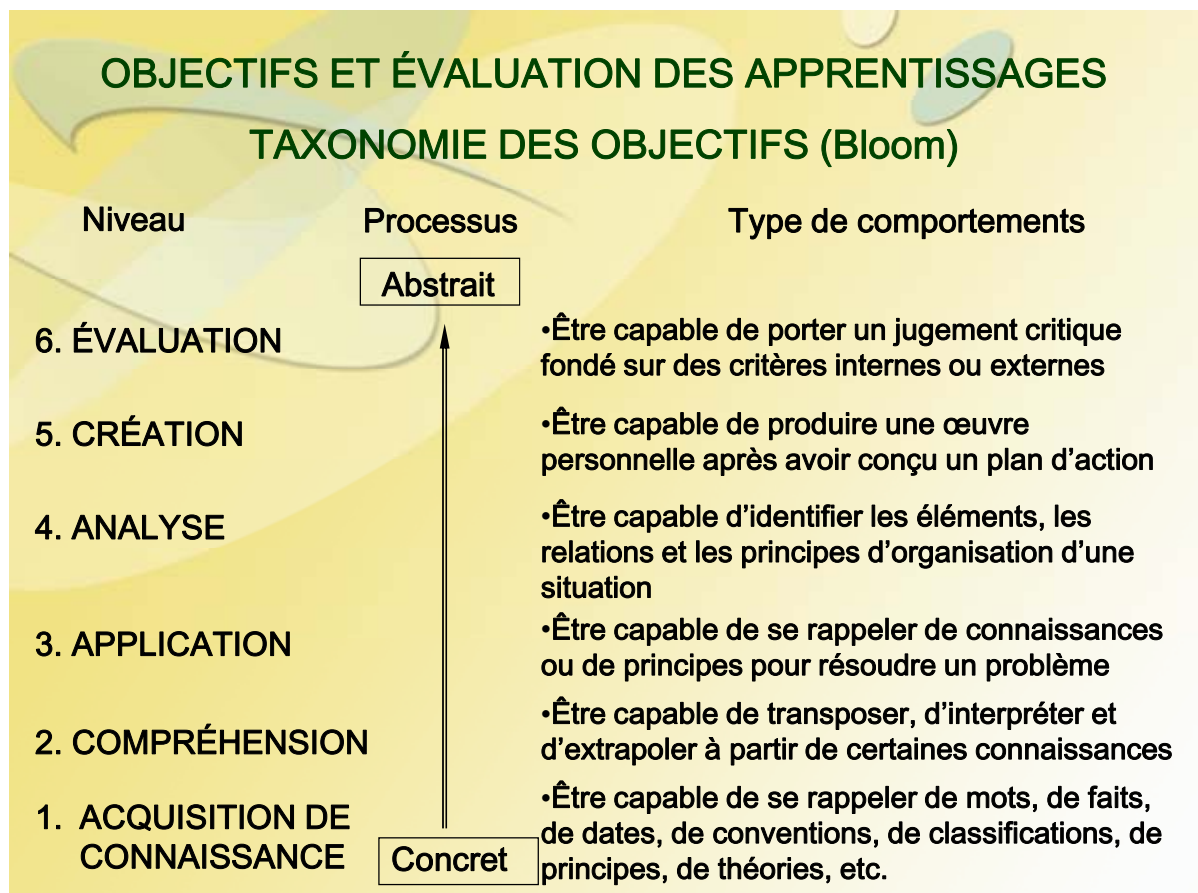 OBJECTIFS ET ÉVALUATION DES APPRENTISSAGES
TAXONOMIE DES OBJECTIFS (Bloom)
Niveau Processus Type de comportements
Abstrait
6. ÉVALUATION
•Être capable de porter un jugement critique
fondé sur des critères internes ou externes
5. CRÉATION
•Être capable de produire une œuvre
personnelle après avoir conçu un plan d’action
4. ANALYSE
•Être capable d’identifier les éléments, les
relations et les principes d’organisation d’une
situation
3. APPLICATION
•Être capable de se rappeler de connaissances
ou de principes pour résoudre un problème
2. COMPRÉHENSION
•Être capable de transposer, d’interpréter et
d’extrapoler à partir de certaines connaissances
1. ACQUISITION DE
CONNAISSANCE
Concret
•Être capable de se rappeler de mots, de faits,
de dates, de conventions, de classifications, de
principes, de théories, etc.